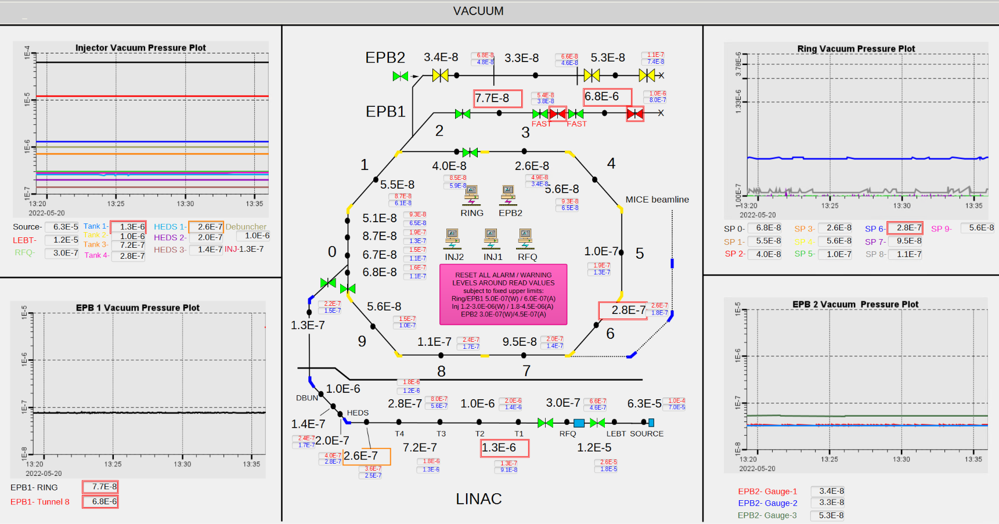 VACUUM
Injector Vacuum Pressure Plot
1E-4
1E-5
1E-6
1E-7
13:20
13:25
13:30
13:35
2022-05-20
Source- 6.3E-5 Tank 1- 1.3E-6 HEDS 1- 2.6E-7 Debuncher
LEBT- 1.2E-5 Tank 2- 1.0E-6 HEDS 2- 2.0E-7 1.0E-6
RFQ- 3.0E-7 Tank 3- 7.2E-7 HEDS 3- 1.4E-7 INJ-1.3E-7
Tank 4- 2.8E-7
EPB 1 Vacuum Pressure Plot
1E-5
1E-6
1E-7
1E-8
13:20
13:25
13:30
13:35
2022-05-20
EPB1- RING 7.7E-8
EPB1- Tunnel 8 6.8E-6
EPB2
3.4E-8
6.8E-8
4.8E-8
3.3E-8
6.6E-8
4.6E-8
5.3E-8
1.1E-7
7.4E-8
X
EPB1
7.7E-8
5.4E-8
3.8E-8
6.8E-6
1.0E-6
8.0E-7
X
FAST
FAST
2
3
1
4
4.0E-8
8.5E-8
5.9E-8
2.6E-8
4.9E-8
3.4E-8
5.5E-8
8.7E-8
6.1E-8
5.6E-8
9.3E-8
6.5E-8
MICE beamline
RING
EPB2
5.1E-8
9.3E-8
6.5E-8
8.7E-8
1.9E-7
1.3E-7
0
6.7E-8
1.5E-7
1.1E-7
6.8E-8
1.6E-7
1.1E-7
INJ2
INJ1
RFQ
1.0E-7
5
1.9E-7
1.3E-7
RESET ALL ALARM / WARNING
LEVELS AROUND READ VALUES
subject to fixed upper limits:
Ring/EPB1 5.0E-07(W) / 6.0E-07(A)
Inj 1.2-3.0E-06(W) / 1.8-4.5E-06(A)
EPB2 3.0E-07(W)/4.5E-07(A)
2.2E-7
1.5E-7
1.3E-7
5.6E-8
1.5E-7
1.0E-7
2.8E-7
2.6E-7
1.8E-7
9
6
1.1E-7
2.4E-7
1.7E-7
9.5E-8
2.0E-7
1.4E-7
8
7
DBUN
1.0E-6
1.8E-6
1.2E-6
HEDS
1.4E-7
2.4E-7
1.7E-7
2.0E-7
4.0E-7
2.8E-7
2.6E-7
3.6E-7
2.5E-7
2.8E-7
8.0E-7
5.6E-7
1.0E-6
2.0E-6
1.4E-6
3.0E-7
6.6E-7
4.6E-7
6.3E-5
1.0E-4
7.0E-5
T4
T3
T2
T1
RFQ
LEBT
SOURCE
7.2E-7
1.8E-6
1.3E-6
1.3E-6
1.3E-7
9.1E-8
1.2E-5
2.6E-5
1.8E-5
LINAC
Ring Vacuum Pressure Plot
3.78E-6
1.33E-6
1.00E-7
13:20
13:25
13:30
13:35
2022-05-20
SP 0- 6.8E-8 SP 3- 2.6E-8 SP 6- 2.8E-7 SP 9- 5.6E-8
SP 1- 5.5E-8 SP 4- 5.6E-8 SP 7- 9.5E-8
SP 2- 4.0E-8 SP 5- 1.0E-7 SP 8- 1.1E-7
EPB 2 Vacuum Pressure Plot
1E-5
1E-6
1E-7
1E-8
13:20
13:25
13:30
13:35
2022-05-20
EPB2- Gauge-1 3.4E-8
EPB2- Gauge-2 3.3E-8
EPB2- Gauge-3 5.3E-8